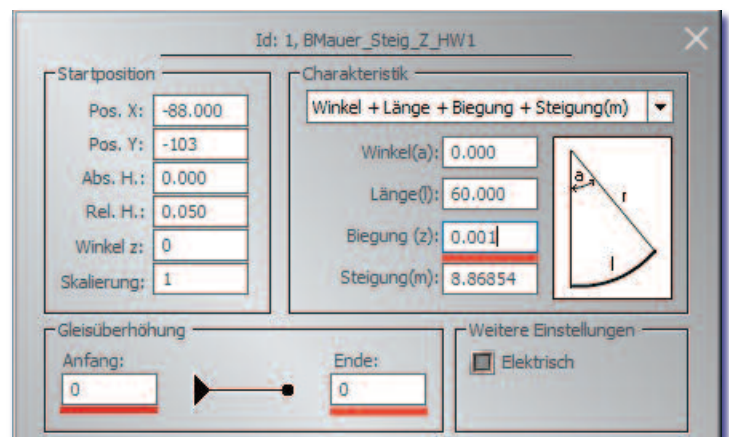 Id: 1, BMauer_Steig_Z_HW1
Startposition
Pos. X: -88.000
Pos. Y: -103
Abs. H.: 0.000
Rel. H.: 0.050
Winkel z: 0
Skalierung: 1
Charakteristik
Winkel + Länge + Biegung + Steigung(m)
Winkel(a): 0.000
Länge(l): 60.000
Biegung (z): 0.001
Steigung(m): 8.86854
a
r
l
Gleisüberhöhung
Anfang:
0
Ende:
0
Weitere Einstellungen
Elektrisch